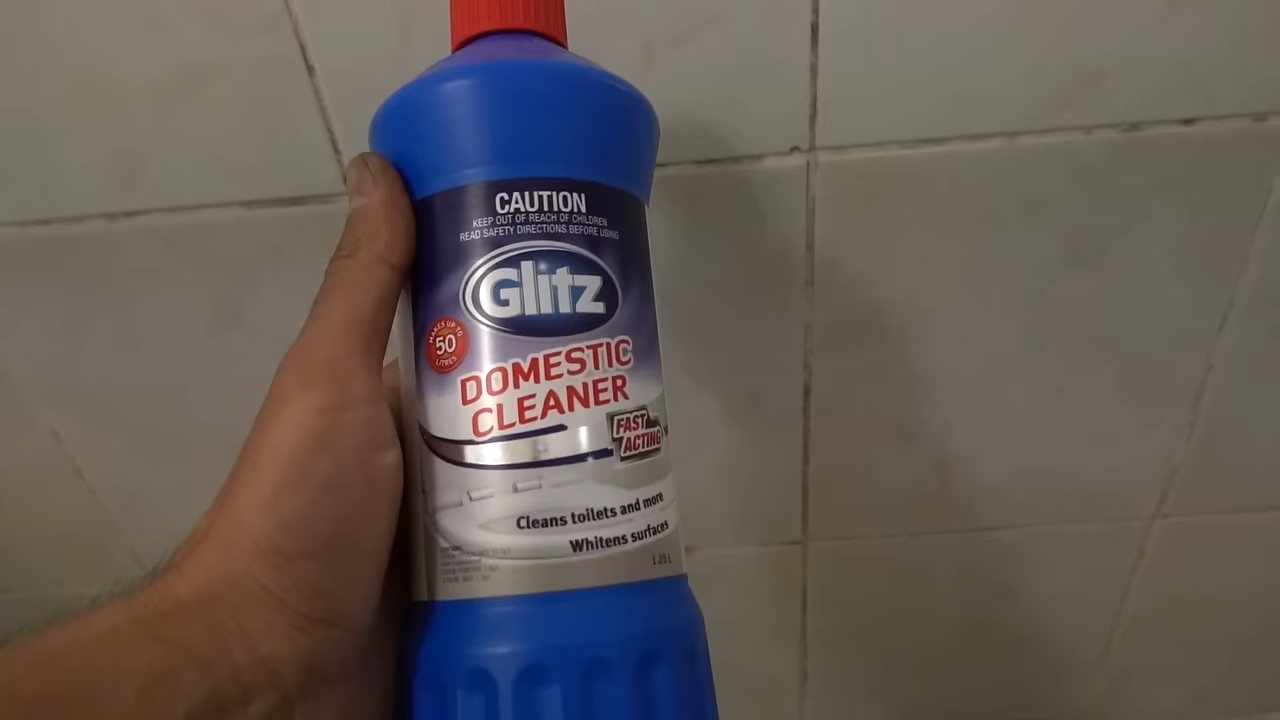 CAUTION
KEEP OUT OF REACH OF CHILDREN
READ SAFETY DIRECTIONS BEFORE USING
Glitz
MAKES UP TO
50
LITRES
DOMESTIC
CLEANER
FAST
ACTING
Cleans toilets and more
Whitens surfaces
1.25 L